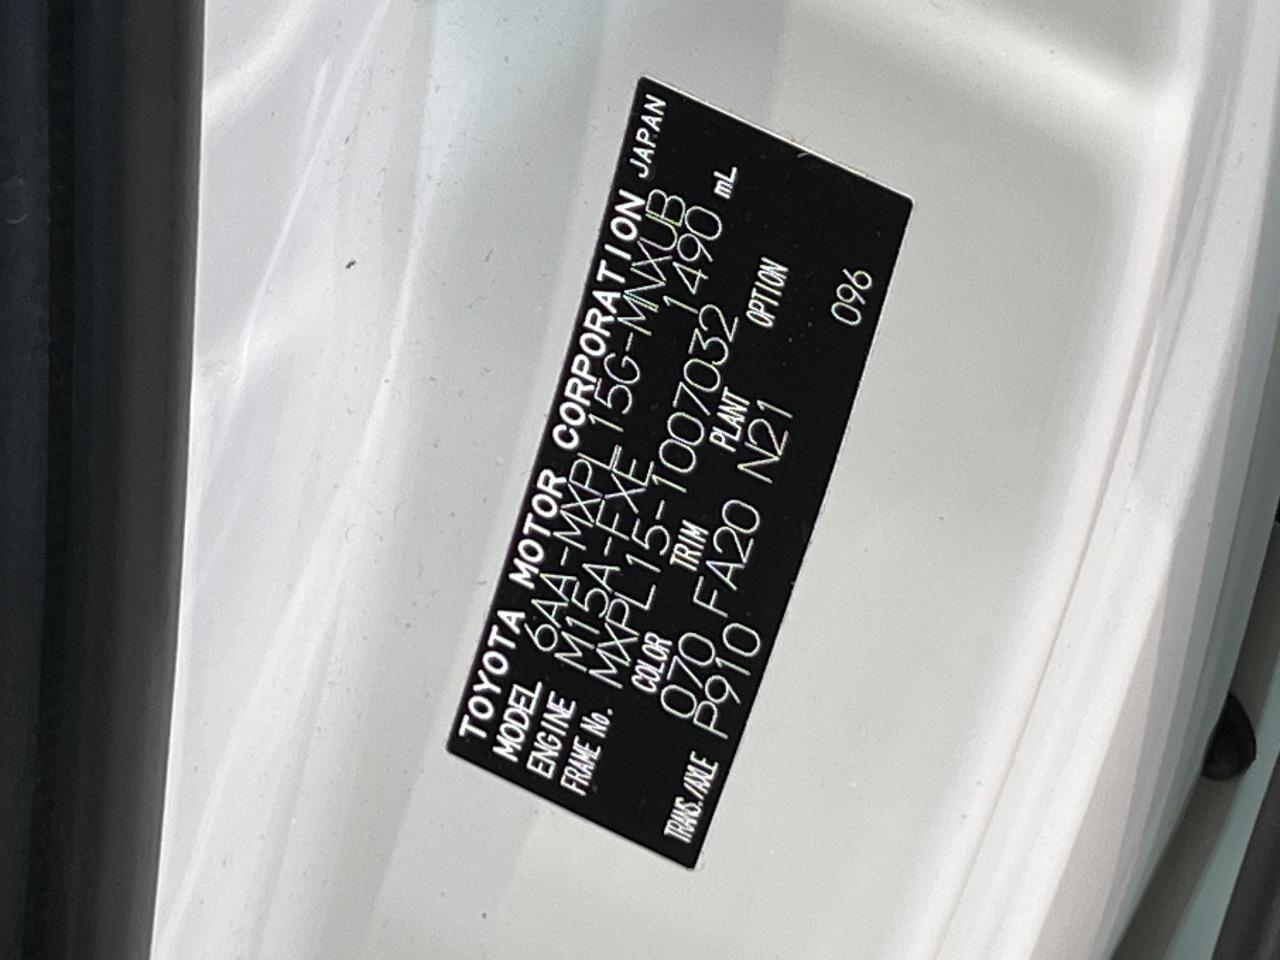 TOYOTA MOTOR CORPORATION JAPAN
MODEL 6AA-MXPL15G-MNXUB
ENGINE M15A-FXE 1490 mL
FRAME No. MXPL15-1007032
COLOR TRIM PLANT OPTION
070 FA20 N21
TRANS./AXLE P910
096